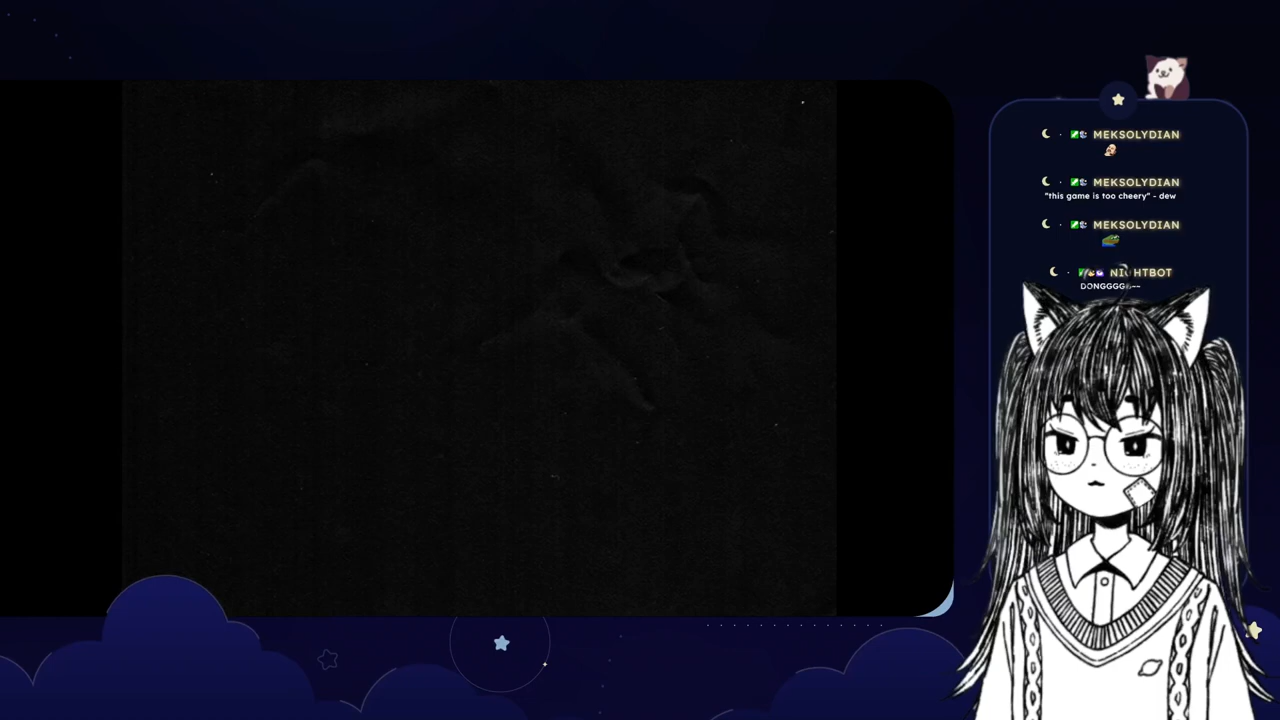 MEKSOLYDIAN
MEKSOLYDIAN
"this game is too cheery" - dew
MEKSOLYDIAN
NIGHTBOT